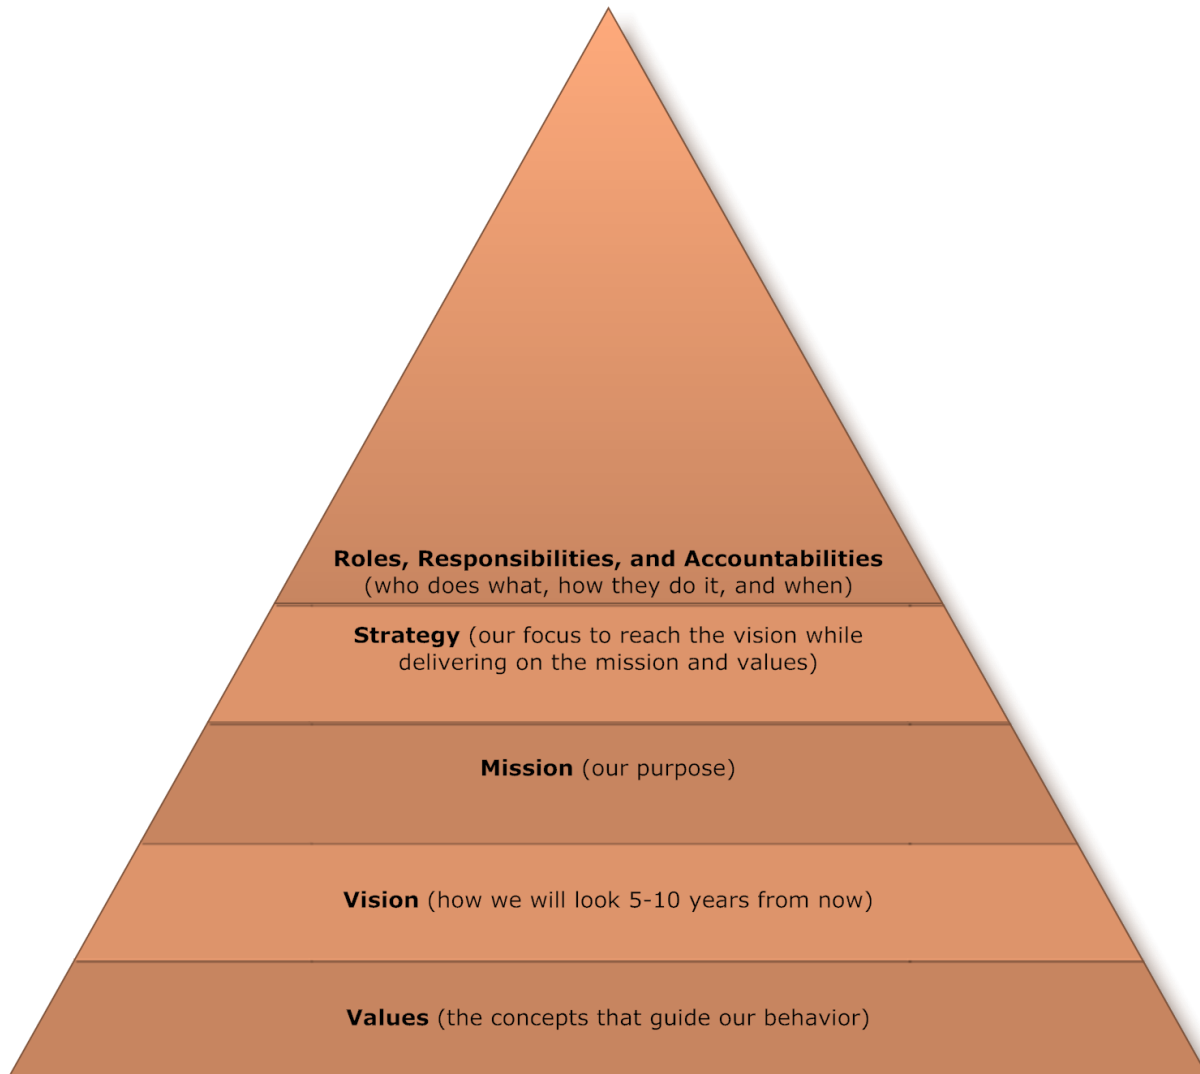 Roles, Responsibilities, and Accountabilities
(who does what, how they do it, and when)
Strategy (our focus to reach the vision while
delivering on the mission and values)
Mission (our purpose)
Vision (how we will look 5-10 years from now)
Values (the concepts that guide our behavior)